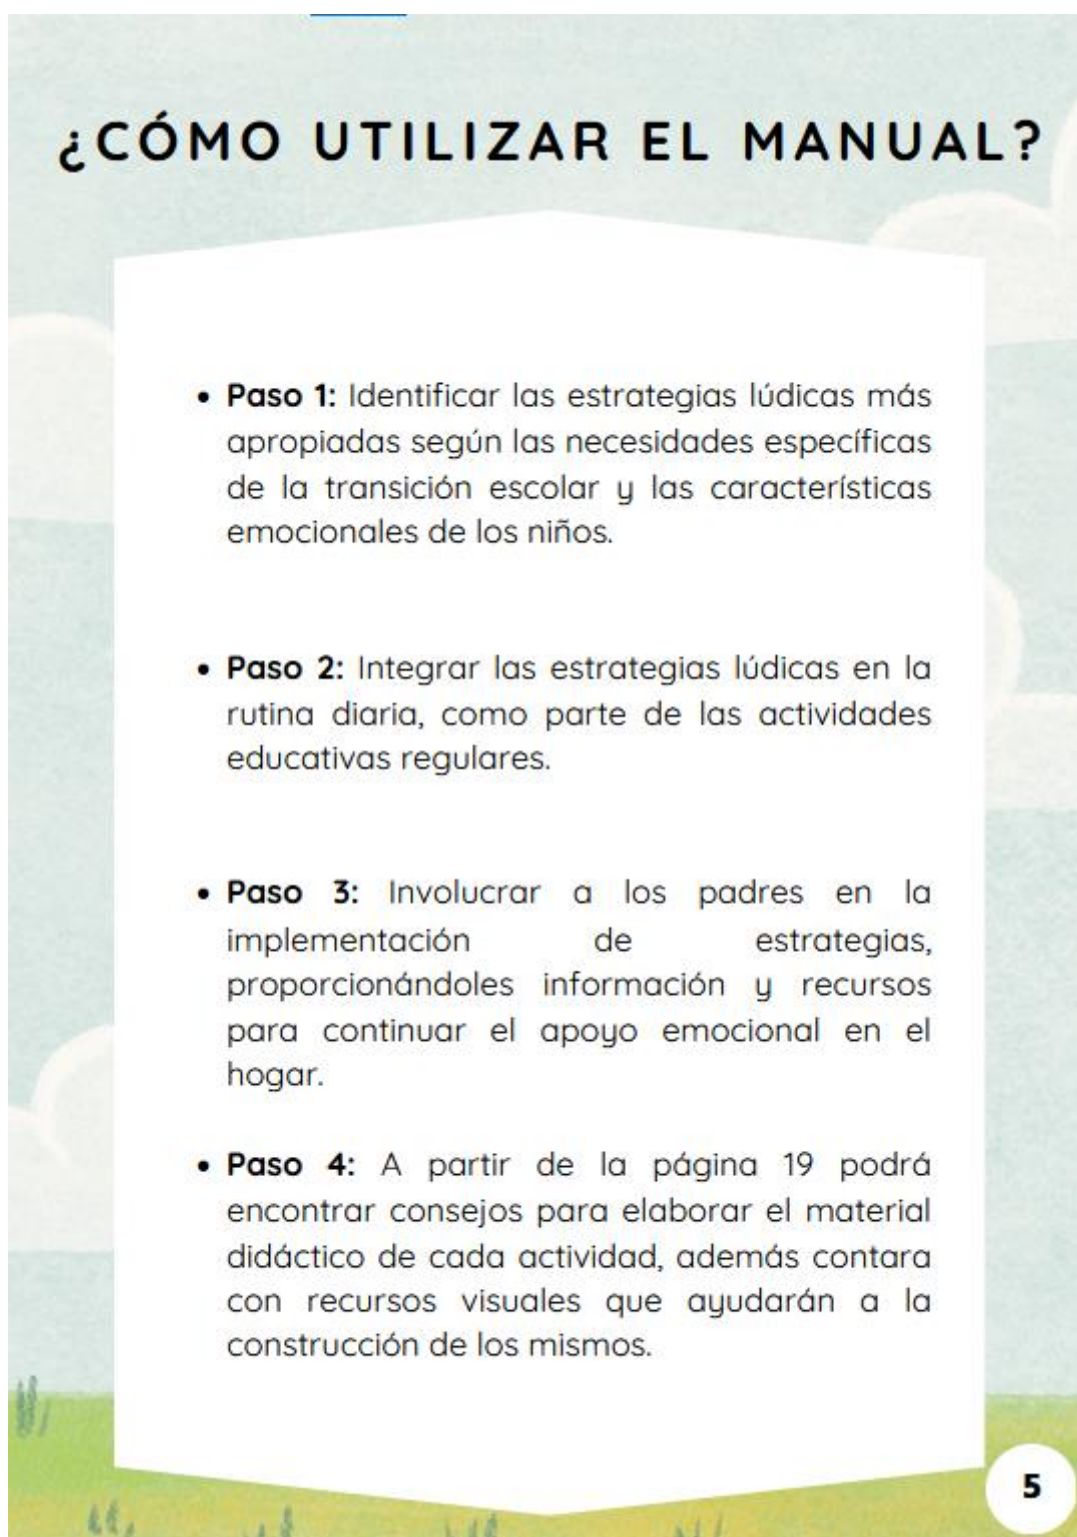 ¿CÓMO UTILIZAR EL MANUAL?
• Paso 1: Identificar las estrategias lúdicas más
apropiadas según las necesidades específicas
de la transición escolar y las características
emocionales de los niños.
• Paso 2: Integrar las estrategias lúdicas en la
rutina diaria, como parte de las actividades
educativas regulares.
• Paso 3: Involucrar a los padres en la
implementación de estrategias,
proporcionándoles información y recursos
para continuar el apoyo emocional en el
hogar.
• Paso 4: A partir de la página 19 podrá
encontrar consejos para elaborar el material
didáctico de cada actividad, además contara
con recursos visuales que ayudarán a la
construcción de los mismos.
5